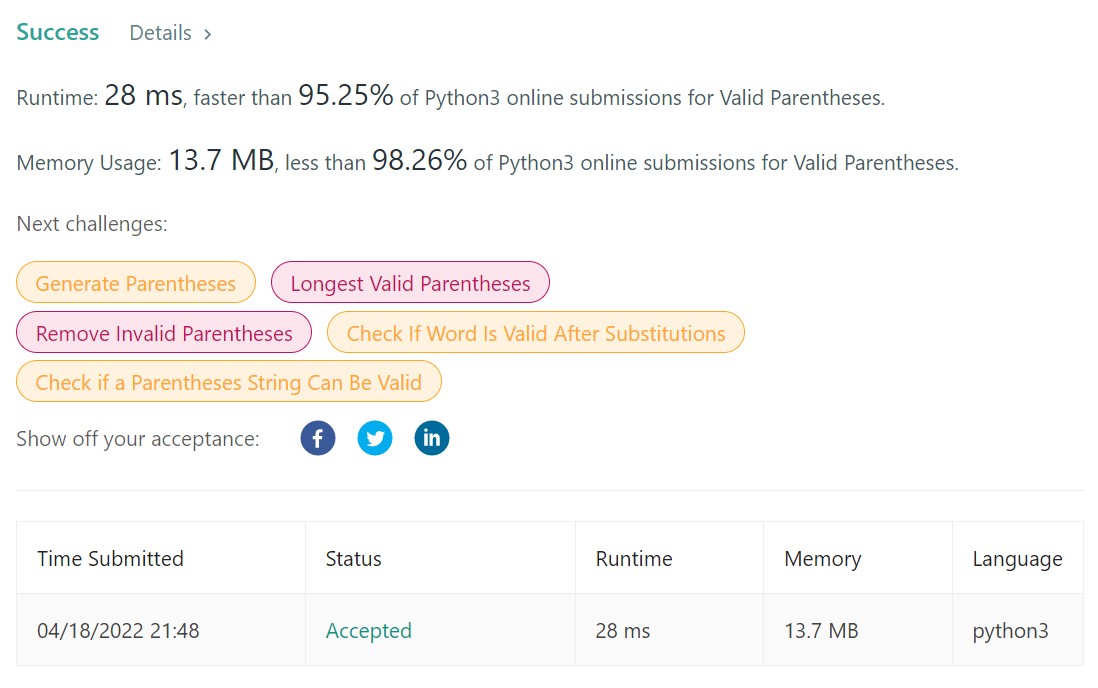 Success Details >
Runtime: 28 ms, faster than 95.25% of Python3 online submissions for Valid Parentheses.
Memory Usage: 13.7 MB, less than 98.26% of Python3 online submissions for Valid Parentheses.
Next challenges:
Generate Parentheses Longest Valid Parentheses
Remove Invalid Parentheses Check If Word Is Valid After Substitutions
Check if a Parentheses String Can Be Valid
Show off your acceptance: f in
Time Submitted Status Runtime Memory Language
04/18/2022 21:48 Accepted 28 ms 13.7 MB python3